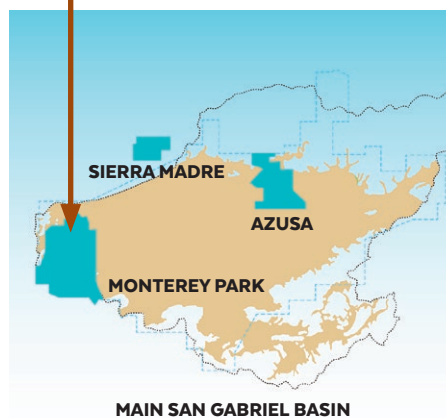 SIERRA MADRE
AZUSA
MONTEREY PARK
MAIN SAN GABRIEL BASIN